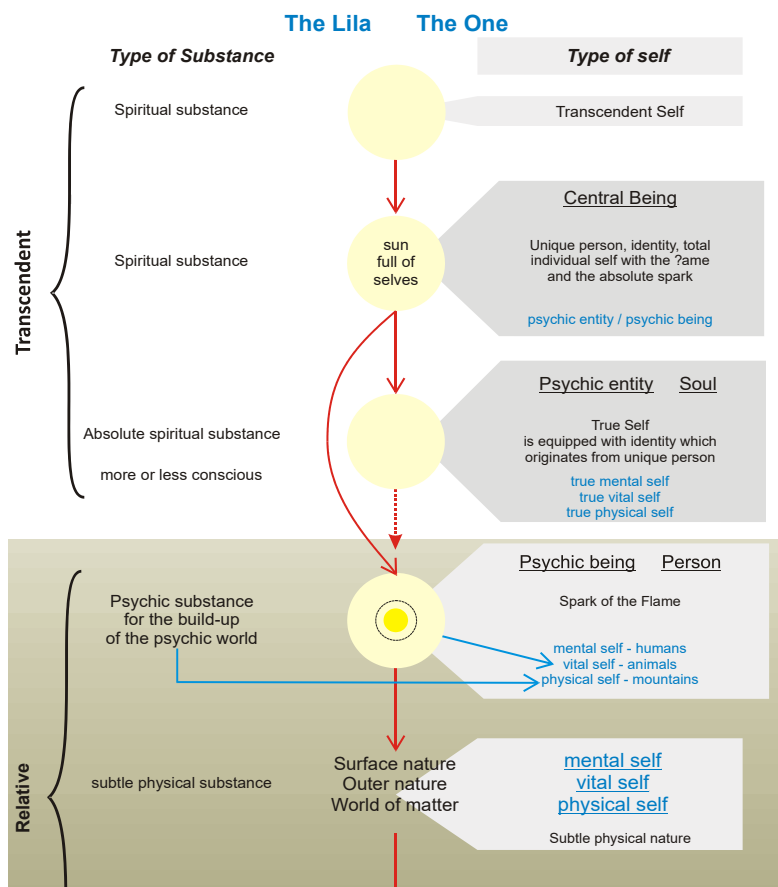 The Lila The One
Type of Substance
Type of self
Transcendent
Spiritual substance
Transcendent Self
Spiritual substance
sun
full of
selves
Central Being
Unique person, identity, total
individual self with the ?ame
and the absolute spark
psychic entity / psychic being
Absolute spiritual substance
more or less conscious
Psychic entity Soul
True Self
is equipped with identity which
originates from unique person
true mental self
true vital self
true physical self
Relative
Psychic substance
for the build-up
of the psychic world
Psychic being Person
Spark of the Flame
mental self - humans
vital self - animals
physical self - mountains
subtle physical substance
Surface nature
Outer nature
World of matter
mental self
vital self
physical self
Subtle physical nature